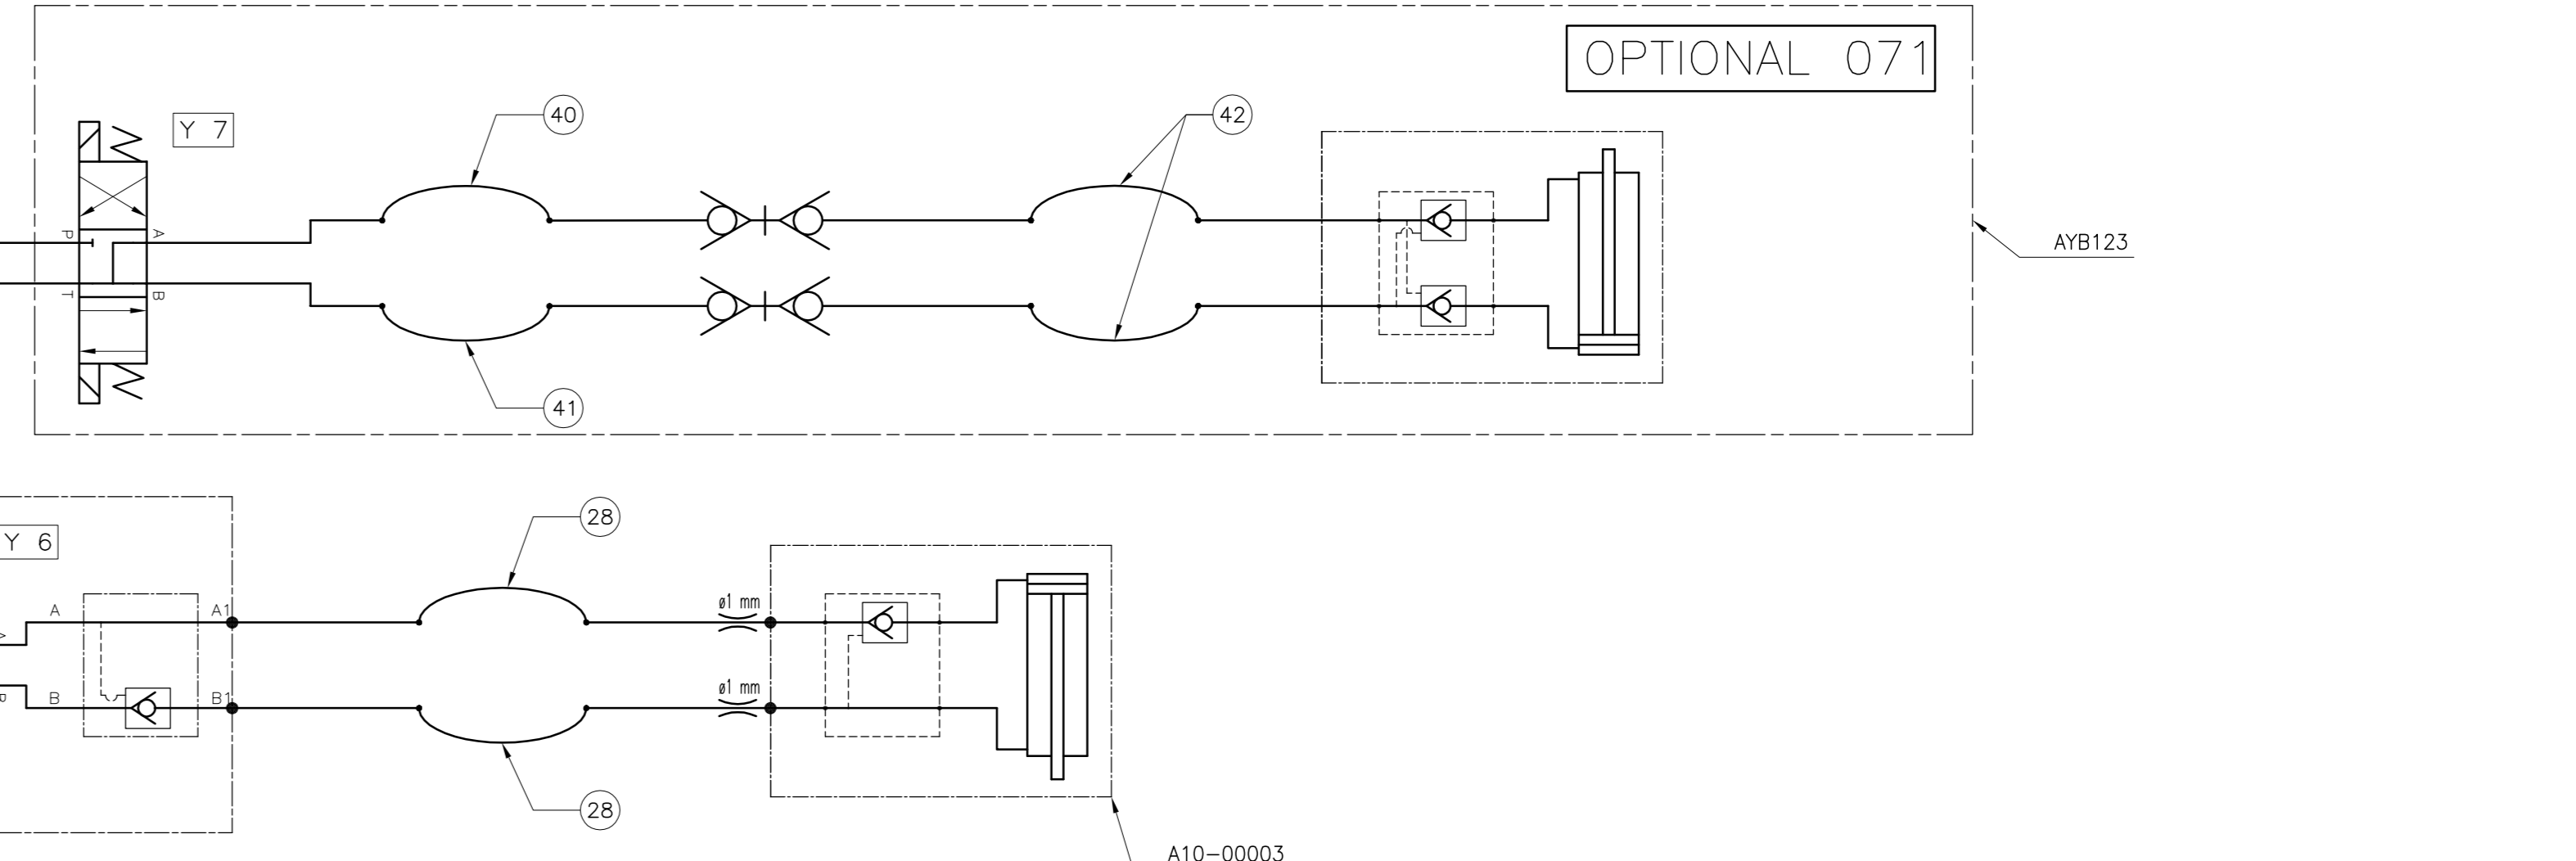 OPTIONAL 071
40
42
Y 7
P
A
AYB123
T
B
41
28
Y 6
ø1 mm
A
A1
A
ø1 mm
B
B
B1
28
A10-00003